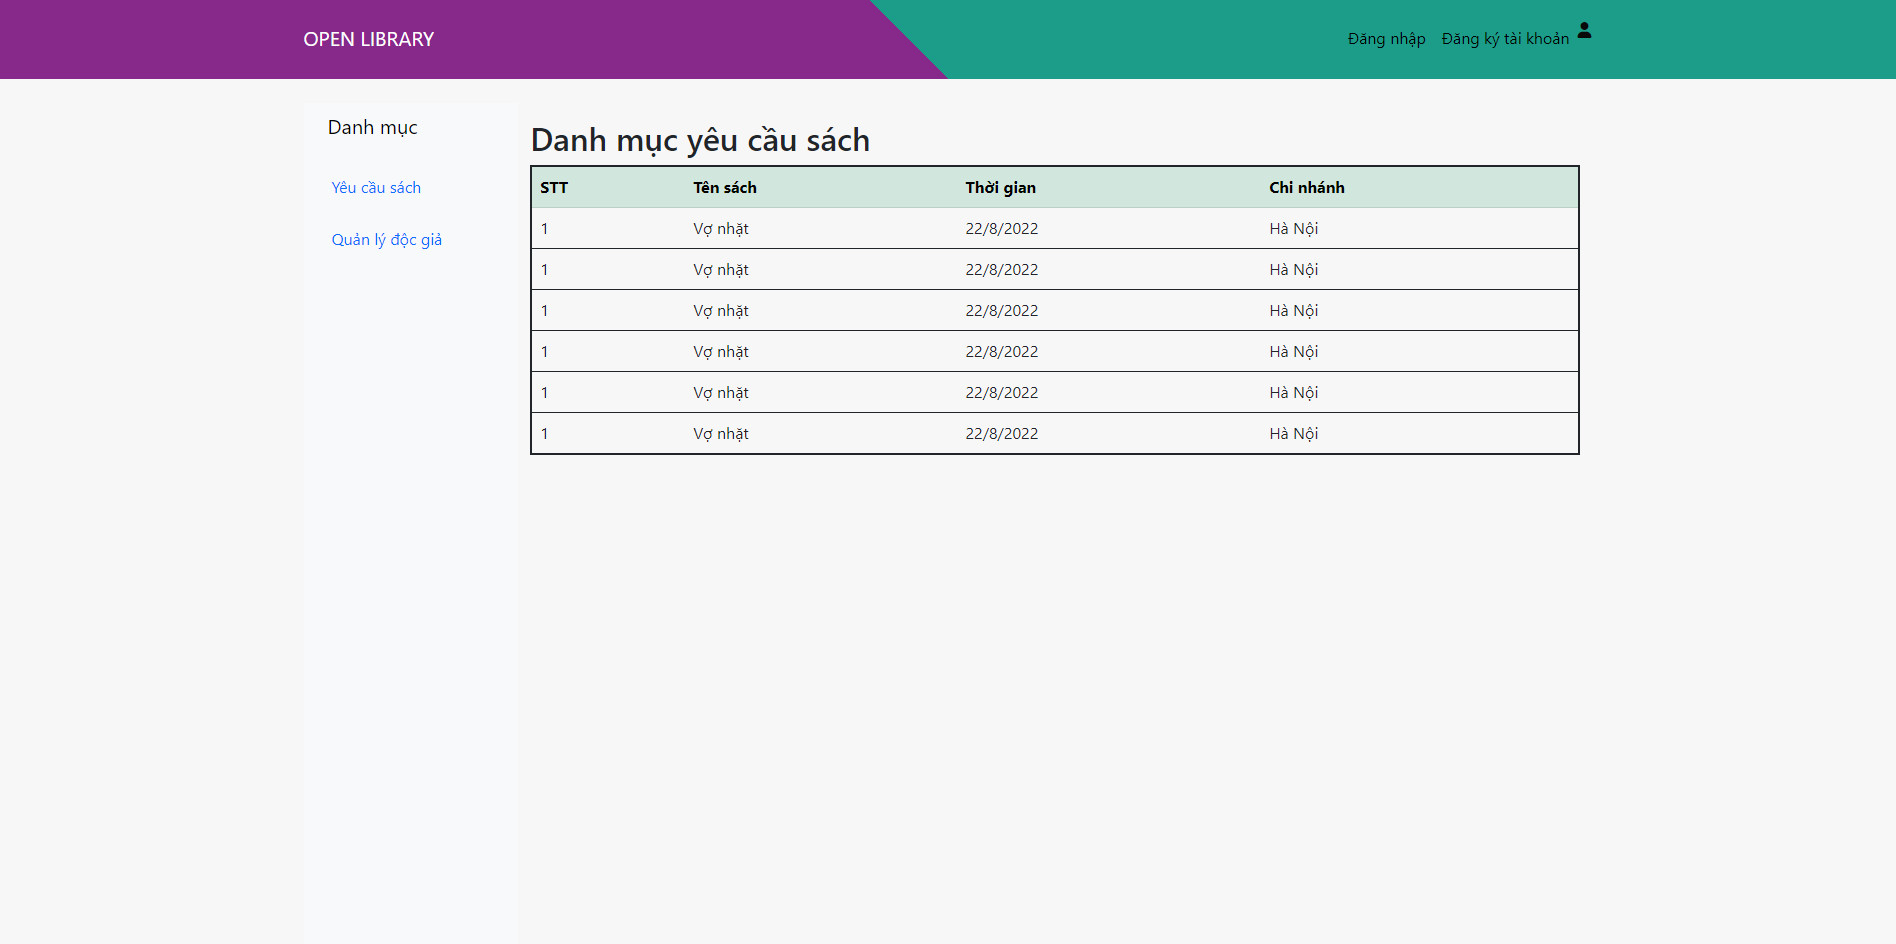 OPEN LIBRARY
Đăng nhập Đăng ký tài khoản
Danh mục
Yêu cầu sách
Quản lý độc giả
Danh mục yêu cầu sách
STT Tên sách Thời gian Chi nhánh
1 Vợ nhặt 22/8/2022 Hà Nội
1 Vợ nhặt 22/8/2022 Hà Nội
1 Vợ nhặt 22/8/2022 Hà Nội
1 Vợ nhặt 22/8/2022 Hà Nội
1 Vợ nhặt 22/8/2022 Hà Nội
1 Vợ nhặt 22/8/2022 Hà Nội